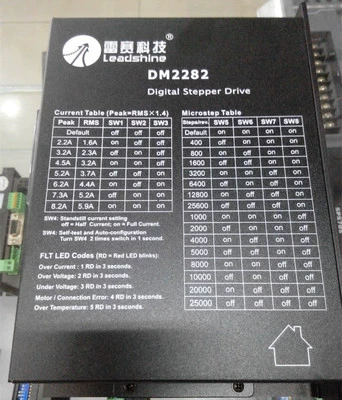 雷赛科技
Leadshine
DM2282
Digital Stepper Drive
Current Table (Peak=RMS×1.4)
Peak RMS SW1 SW2 SW3
Default off off off
2.2A 1.6A on off off
3.2A 2.3A off on off
4.5A 3.2A on on off
5.2A 3.7A off off on
6.2A 4.4A on off on
7.3A 5.2A off on on
8.2A 5.9A on on on
SW4: Standstill current setting
off = Half Current; on = Full Current.
SW4: Self-test and Auto-configuration
Turn SW4 2 times switch in 1 second.
FLT LED Codes (RD = Red LED blinks):
Over Current : 1 RD in 3 seconds.
Over Voltage: 2 RD in 3 seconds.
Under Voltage: 3 RD in 3 seconds.
Motor / Connection Error: 4 RD in 3 seconds.
Over Temperature: 5 RD in 3 seconds.
Microstep Table
Steps/rev. SW5 SW6 SW7 SW8
Default on on on on
400 off on on on
800 on off on on
1600 off off on on
3200 on on off on
6400 off on off on
12800 on off off on
25600 off off off on
1000 on on on off
2000 off on on off
4000 on off on off
5000 off off on off
8000 on on off off
10000 off on off off
20000 on off off off
25000 off off off off